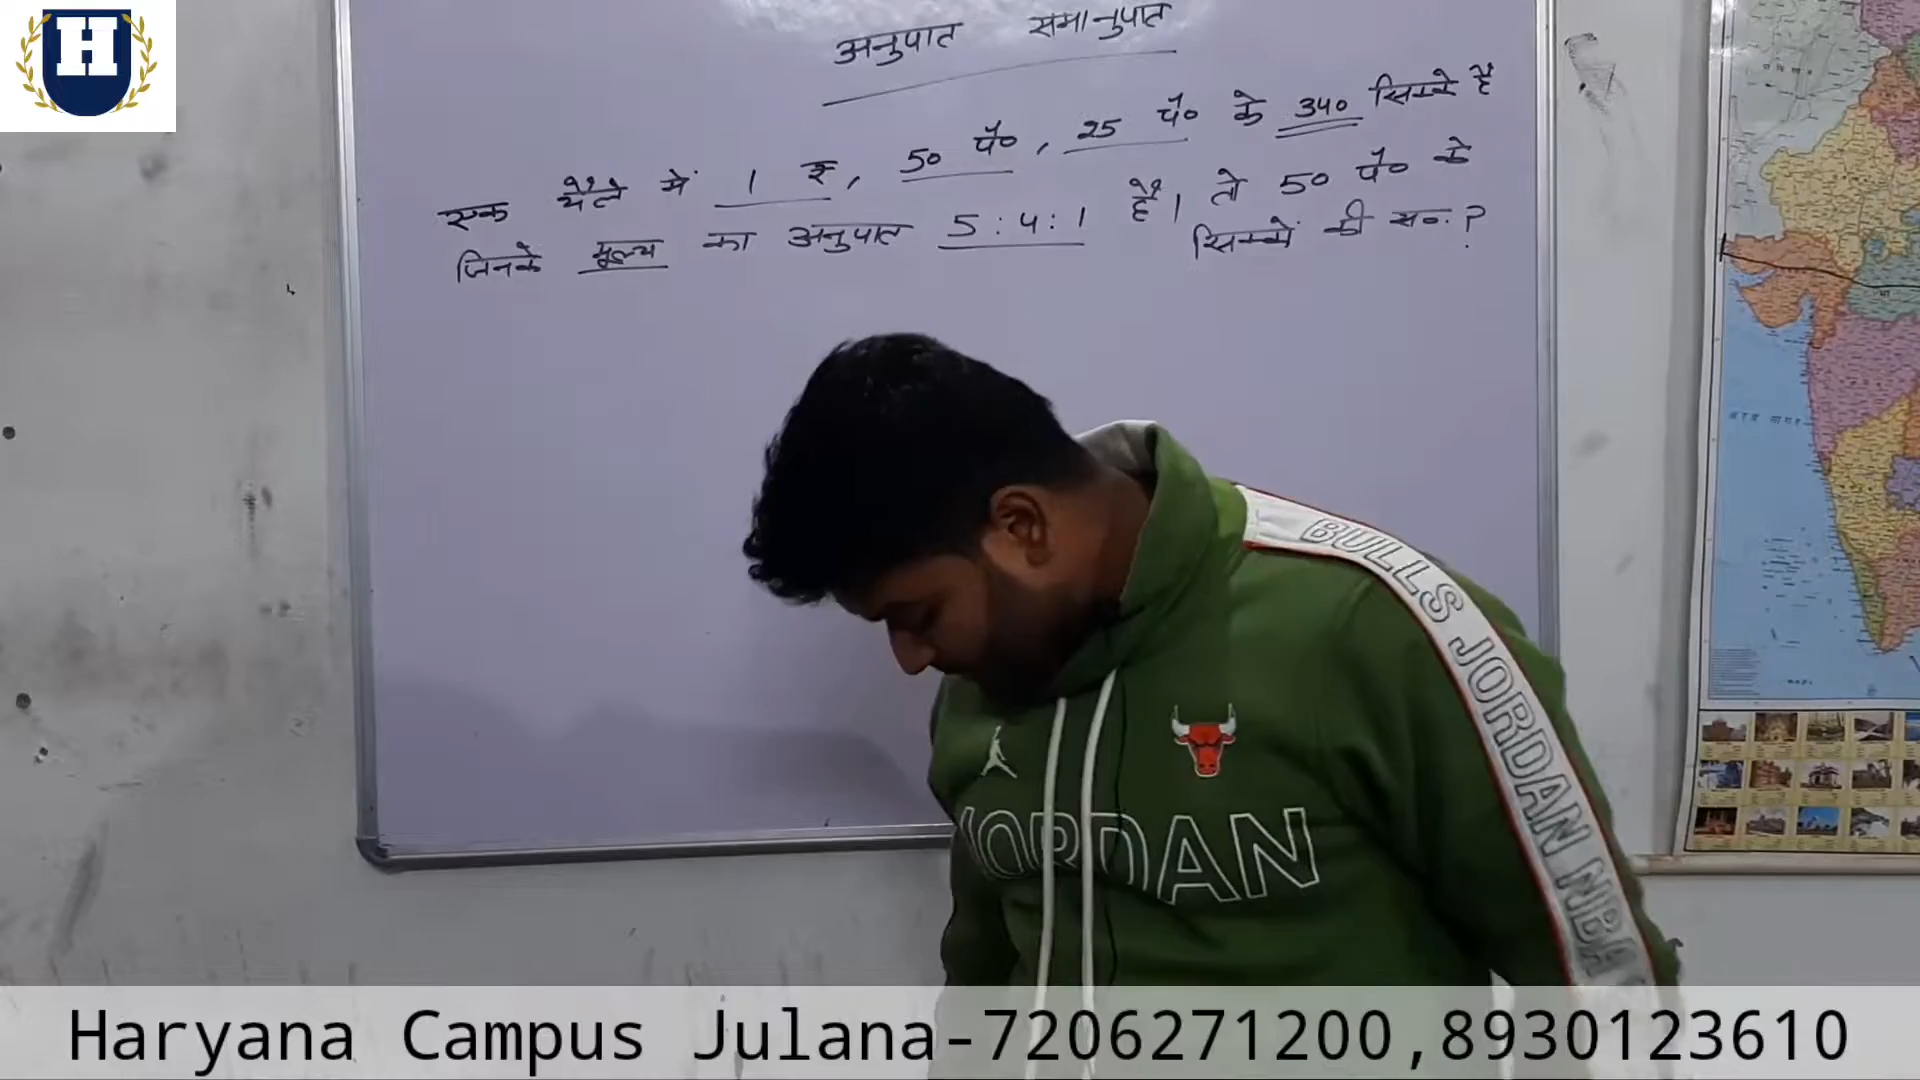 H
अनुपात समानुपात
एक थैले में 1 रु, 50 पै०, 25 पै० के 340 सिक्के हैं
जिनके मूल्य का अनुपात 5 : 4 : 1 हैं। तो 50 पै० के
सिक्कों की स०.?
BULLS JORDAN NBA
JORDAN
Haryana Campus Julana-7206271200,8930123610